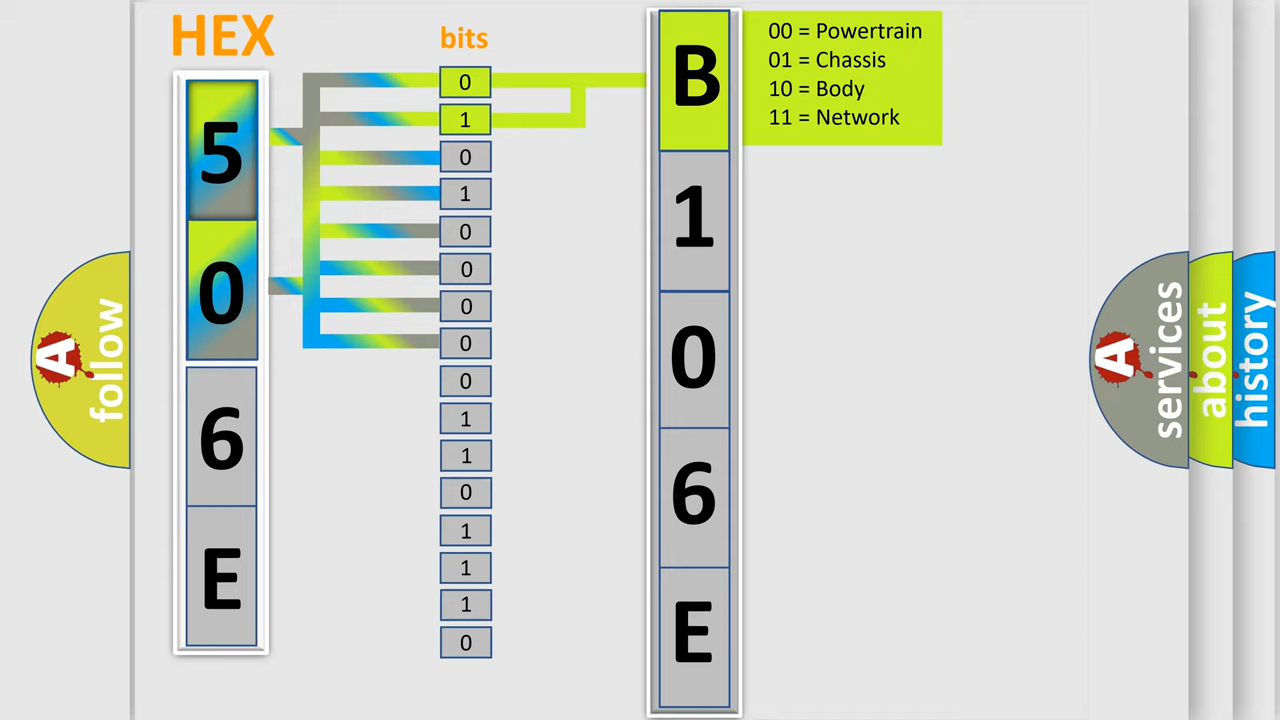 HEX
bits
5
0
6
E
0
1
0
1
0
0
0
0
0
1
1
0
1
1
1
0
B
1
0
6
E
00 = Powertrain
01 = Chassis
10 = Body
11 = Network
A
follow
A
services
about
history